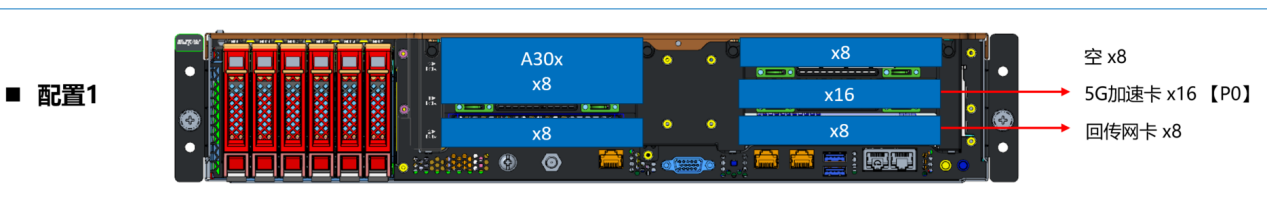 ■ 配置1
A30x
x8
x8
x8
x16
x8
空 x8
5G加速卡 x16 【P0】
回传网卡 x8